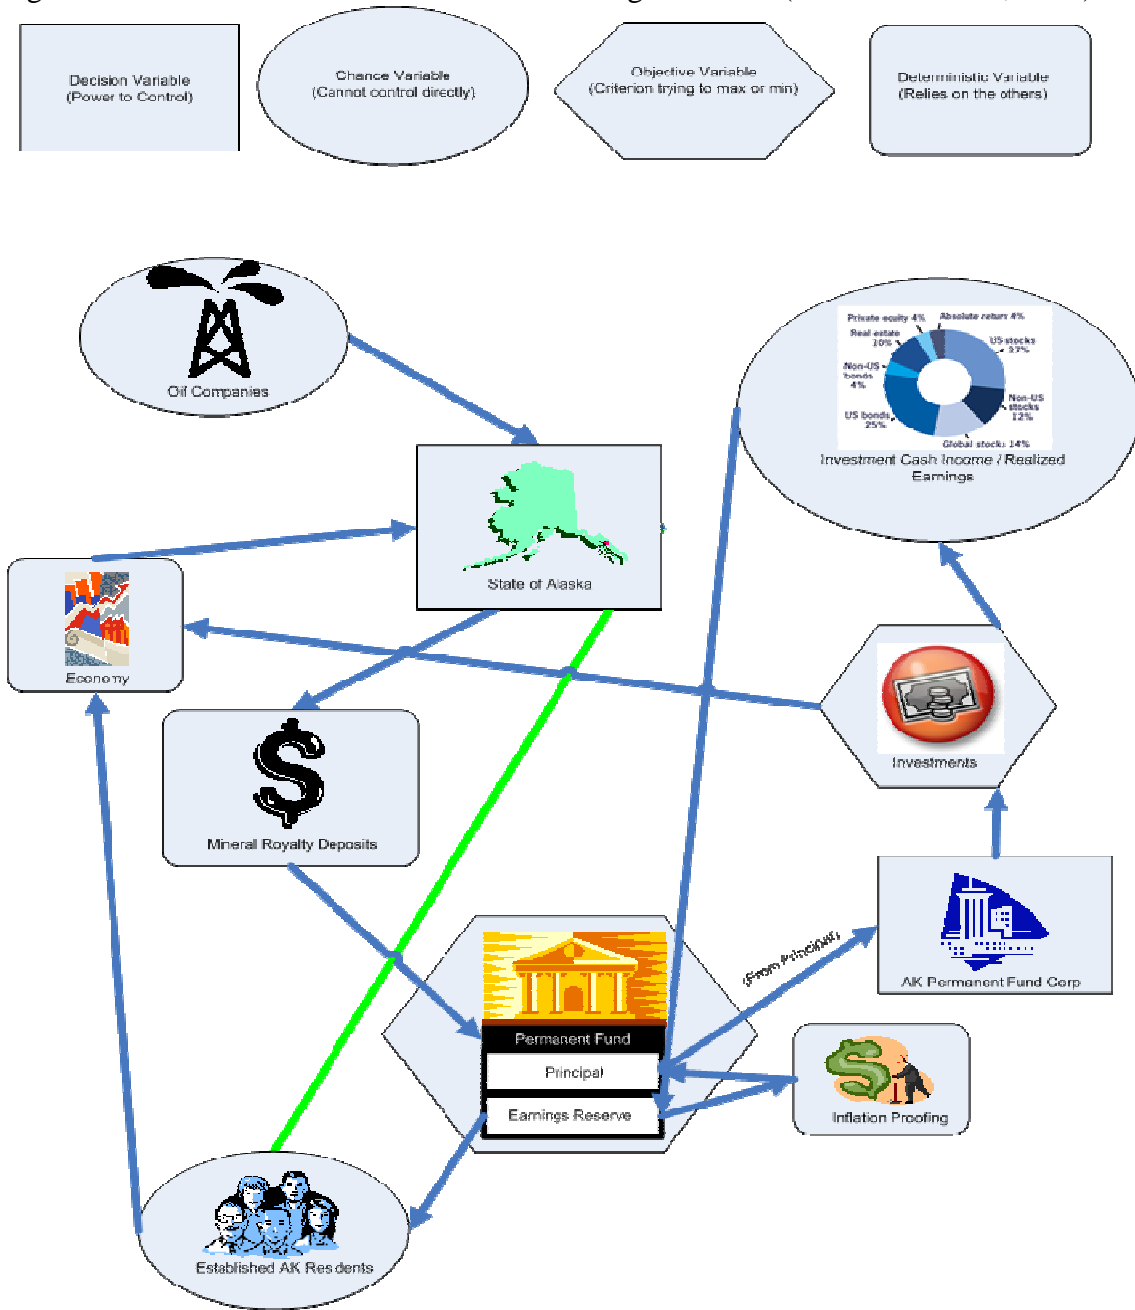 Decision Variable
(Power to Control)
Chance Variable
(Cannot control directly)
Objective Variable
(Criterion trying to max or min)
Deterministic Variable
(Relies on the others)
Oil Companies
Private equity 4%
Absolute return 4%
Real estate
10%
US stocks
Non-US
bonds
4%
Non-US
stocks
12%
US bonds
25%
Global stocks 14%
Investment Cash Income / Realized
Earnings
State of Alaska
Economy
Investments
Mineral Royalty Deposits
(From Principal)
AK Permanent Fund Corp
Permanent Fund
Principal
Earnings Reserve
Inflation Proofing
Established AK Residents